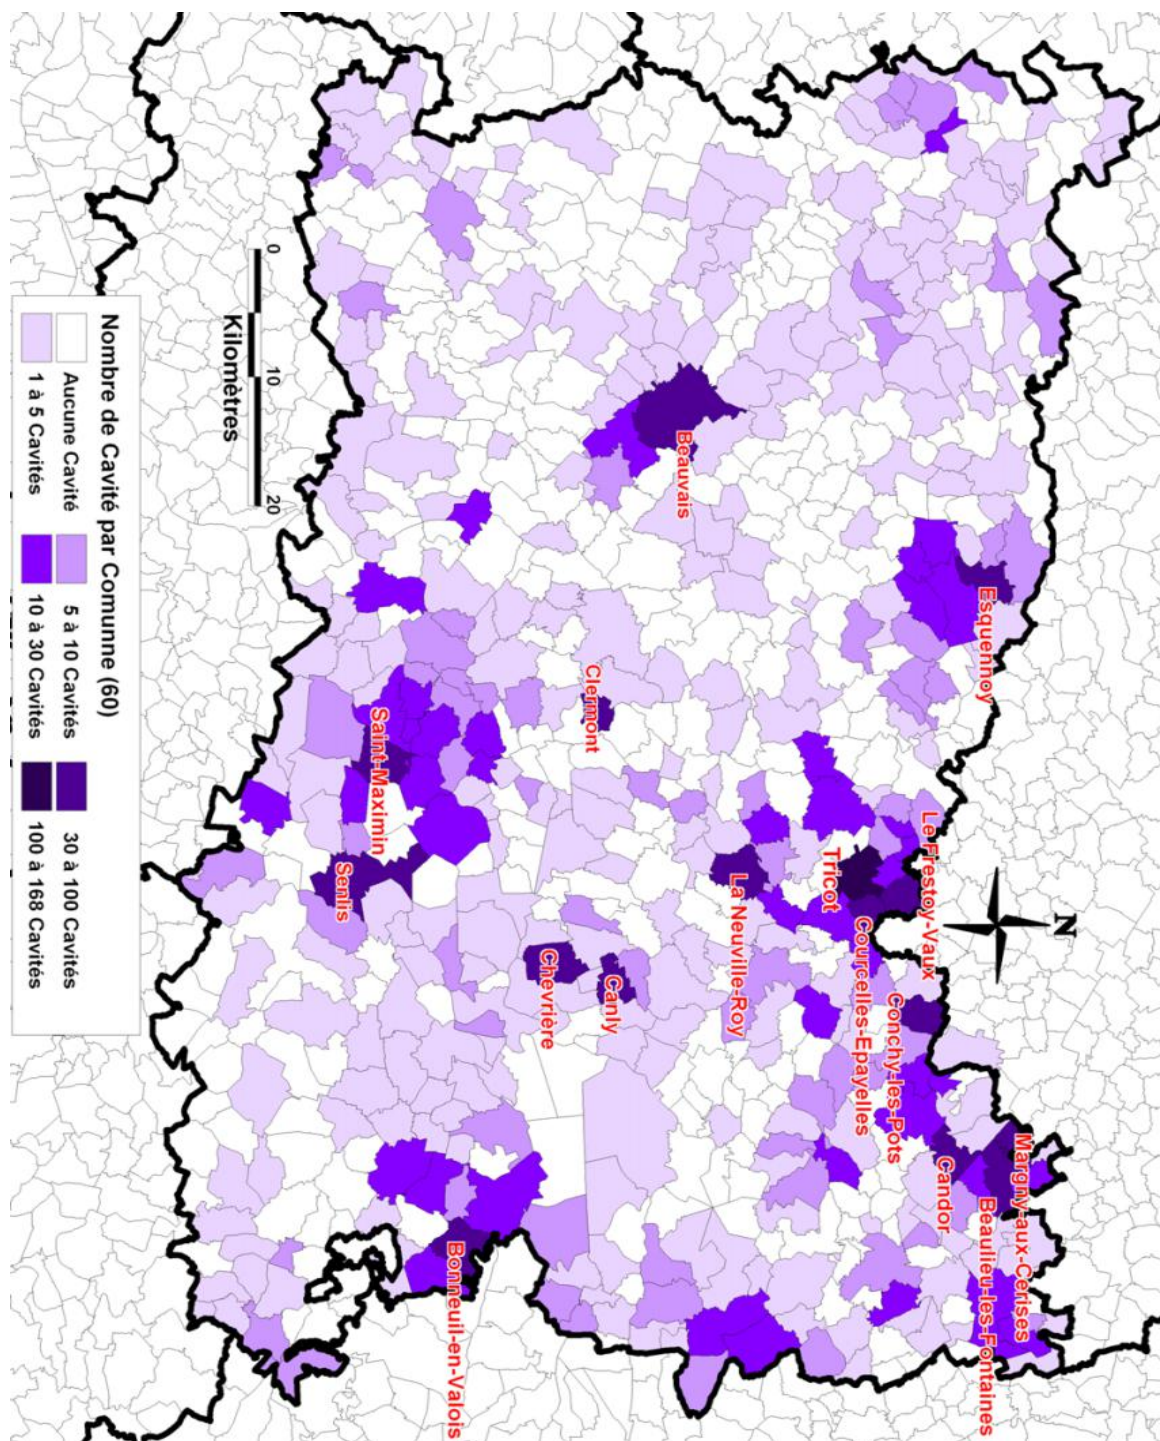 Esquennoy
Le Frestoy-Vaux
N
Margny-aux-Cerises
Beaulieu-les-Fontaines
Candor
Conchy-les-Pots
Courcelles-Epayelles
Tricot
La Neuville-Roy
Beauvais
Clermont
Canly
Chevrière
Saint-Maximin
Senlis
Bonneuil-en-Valois
0 10 20
Kilomètres
Nombre de Cavité par Comunne (60)
Aucune Cavité 5 à 10 Cavités 30 à 100 Cavités
1 à 5 Cavités 10 à 30 Cavités 100 à 168 Cavités